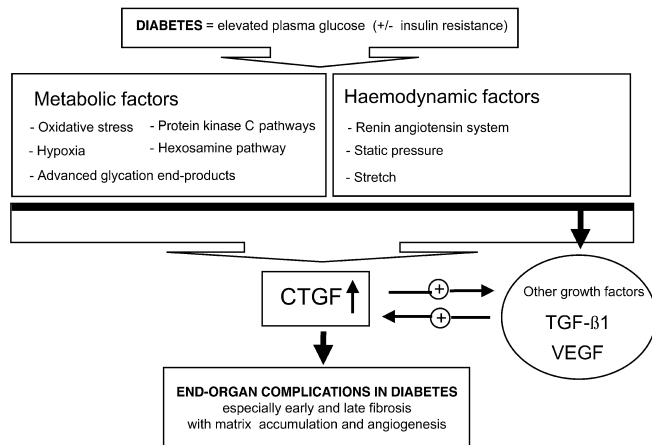 DIABETES = elevated plasma glucose (+/- insulin resistance)
Metabolic factors
- Oxidative stress
- Protein kinase C pathways
- Hypoxia
- Hexosamine pathway
- Advanced glycation end-products
Haemodynamic factors
- Renin angiotensin system
- Static pressure
- Stretch
CTGF
+
+
Other growth factors
TGF-ß1
VEGF
END-ORGAN COMPLICATIONS IN DIABETES
especially early and late fibrosis
with matrix accumulation and angiogenesis